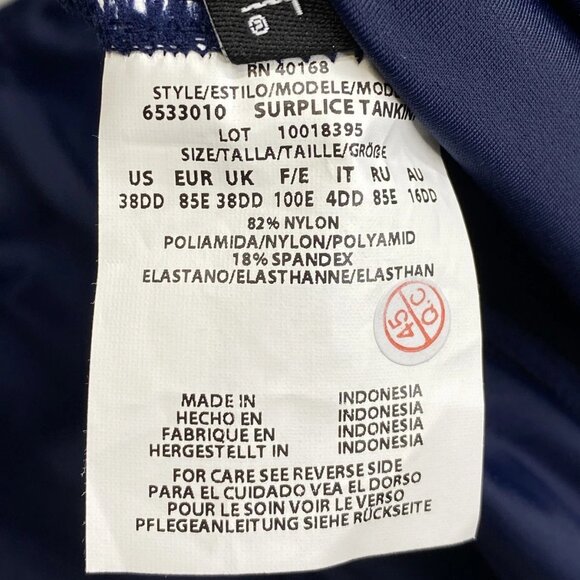 RN 40168
STYLE/ESTILO/MODELE/
6533010 SURPLICE TANKINI
LOT 10018395
SIZE/TALLA/TAILLE/GRÖßE
US EUR UK F/E IT RU AU
38DD 85E 38DD 100E 4DD 85E 16DD
82% NYLON
POLIAMIDA/NYLON/POLYAMID
18% SPANDEX
ELASTANO/ELASTHANNE/ELASTHAN
45 Q.C
MADE IN INDONESIA
HECHO EN INDONESIA
FABRIQUE EN INDONESIA
HERGESTELLT IN INDONESIA
FOR CARE SEE REVERSE SIDE
PARA EL CUIDADO VEA EL DORSO
POUR LE SOIN VOIR LE VERSO
PFLEGEANLEITUNG SIEHE RÜCKSEITE